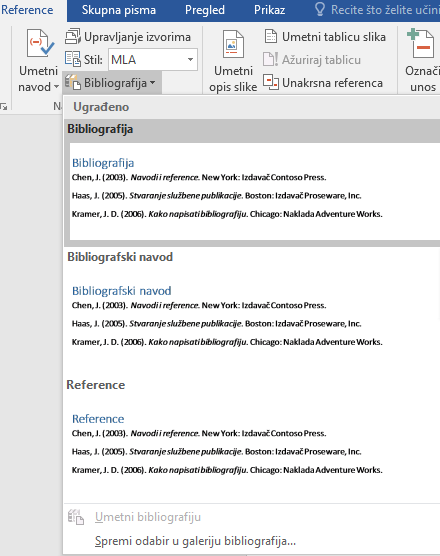 Reference
Skupna pisma
Pregled
Prikaz
Recite što želite učini
Umetni navod
Upravljanje izvorima
Stil: MLA
Bibliografija
Umetni opis slike
Umetni tablicu slika
Ažuriraj tablicu
Unakrsna referenca
Označi unos
Ugrađeno
Bibliografija
Bibliografija
Chen, J. (2003). Navodi i reference. New York: Izdavač Contoso Press.
Haas, J. (2005). Stvaranje službene publikacije. Boston: Izdavač Proseware, Inc.
Kramer, J. D. (2006). Kako napisati bibliografiju. Chicago: Naklada Adventure Works.
Bibliografski navod
Bibliografski navod
Chen, J. (2003). Navodi i reference. New York: Izdavač Contoso Press.
Haas, J. (2005). Stvaranje službene publikacije. Boston: Izdavač Proseware, Inc.
Kramer, J. D. (2006). Kako napisati bibliografiju. Chicago: Naklada Adventure Works.
Reference
Reference
Chen, J. (2003). Navodi i reference. New York: Izdavač Contoso Press.
Haas, J. (2005). Stvaranje službene publikacije. Boston: Izdavač Proseware, Inc.
Kramer, J. D. (2006). Kako napisati bibliografiju. Chicago: Naklada Adventure Works.
Umetni bibliografiju
Spremi odabir u galeriju bibliografija...